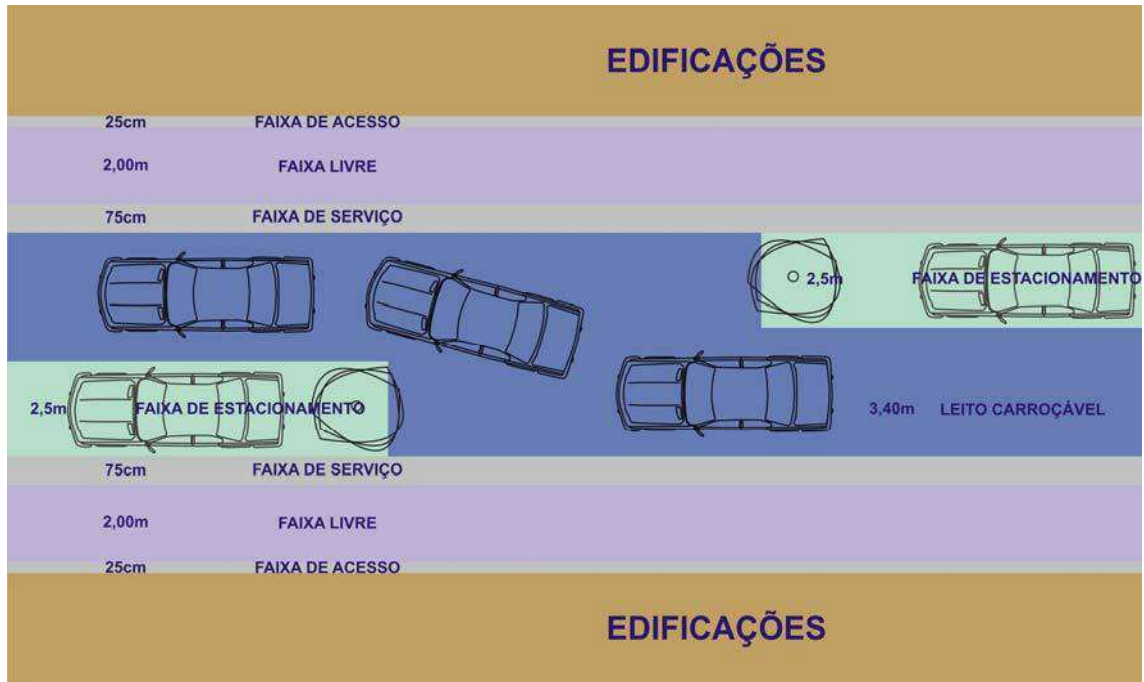 EDIFICAÇÕES
25cm FAIXA DE ACESSO
2,00m FAIXA LIVRE
75cm FAIXA DE SERVIÇO
2,5m FAIXA DE ESTACIONAMENTO
2,5m FAIXA DE ESTACIONAMENTO
3,40m LEITO CARROÇÁVEL
75cm FAIXA DE SERVIÇO
2,00m FAIXA LIVRE
25cm FAIXA DE ACESSO
EDIFICAÇÕES